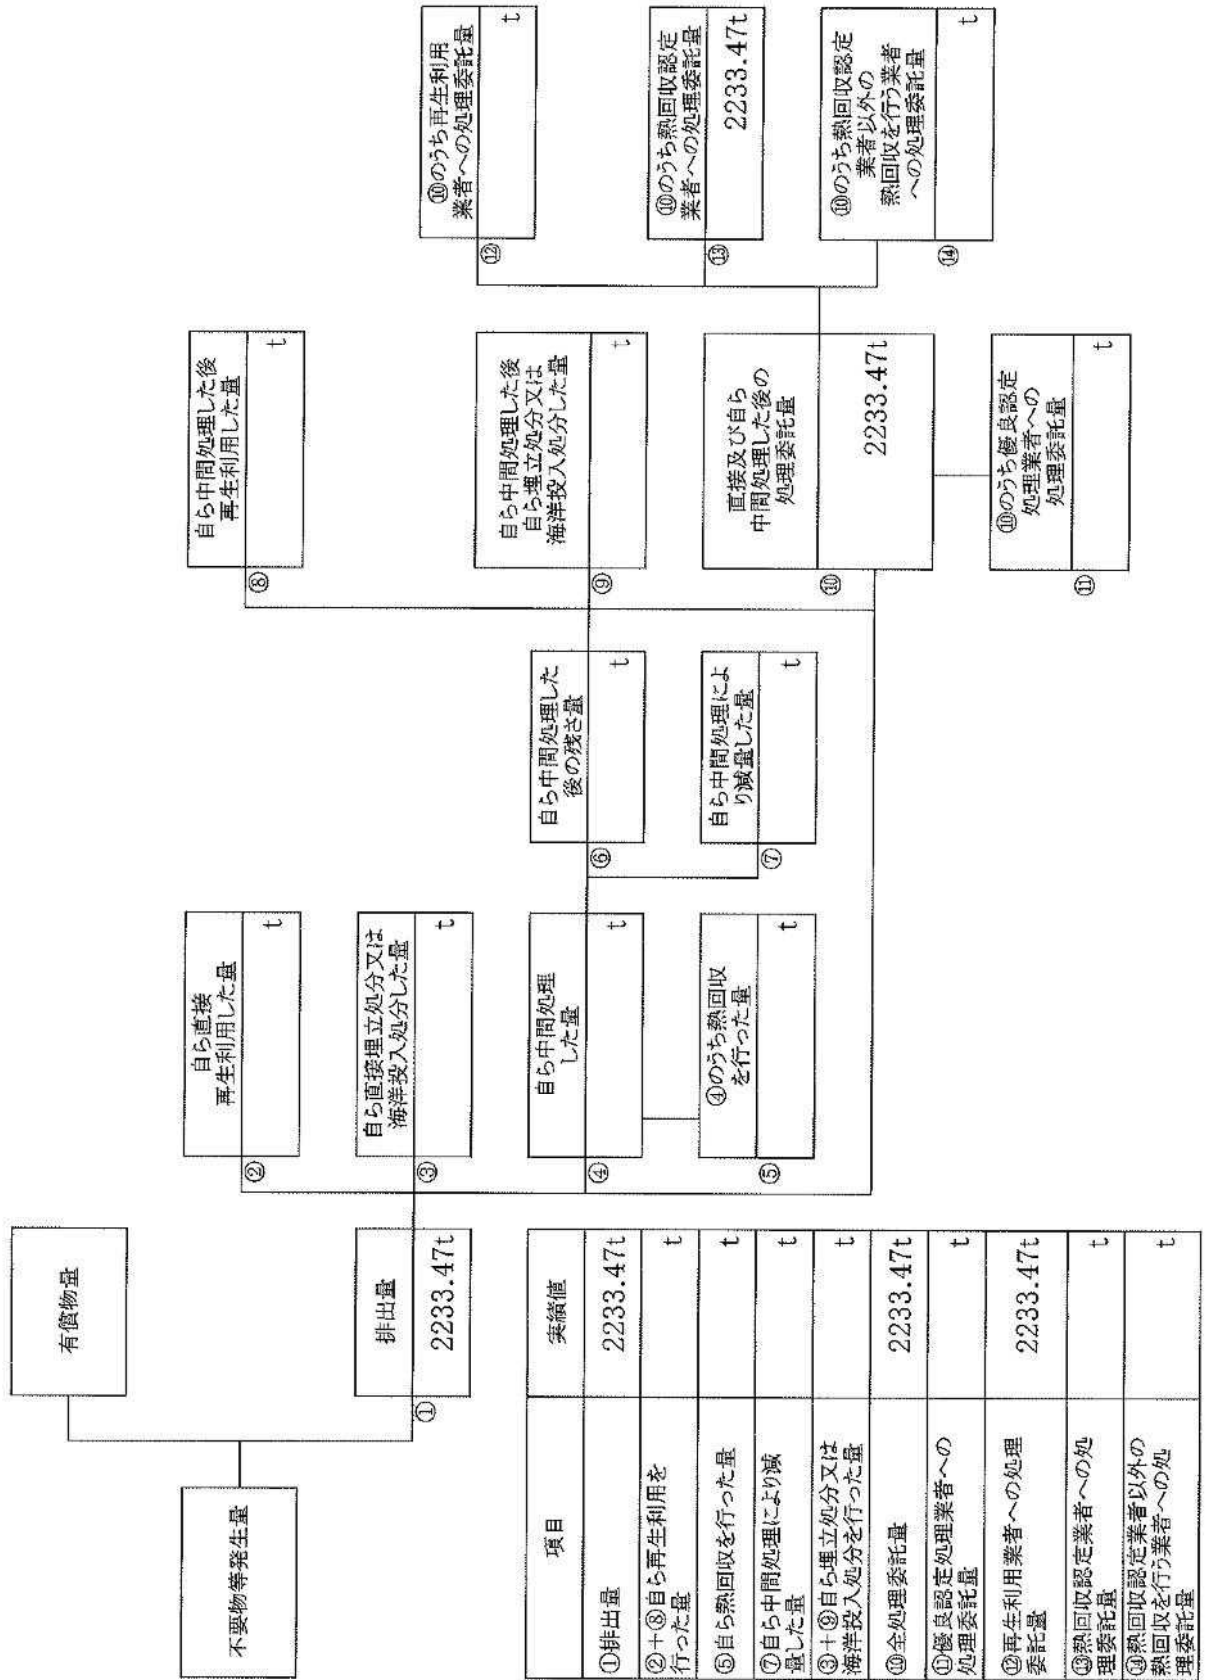 不要物等発生量
有償物量
①
排出量
2233.47t
②
自ら直接
再生利用した量
t
③
自ら直接埋立処分又は
海洋投入処分した量
t
④
自ら中間処理
した量
t
⑤
④のうち熱回収
を行った量
t
⑥
自ら中間処理した
後の残さ量
t
⑦
自ら中間処理によ
り減量した量
t
⑧
自ら中間処理した後
再生利用した量
t
⑨
自ら中間処理した後
自ら埋立処分又は
海洋投入処分した量
t
⑩
直接及び自ら
中間処理した後の
処理委託量
2233.47t
⑪
⑩のうち優良認定
処理業者への
処理委託量
t
⑫
⑩のうち再生利用
業者への処理委託量
t
⑬
⑩のうち熱回収認定
業者への処理委託量
2233.47t
⑭
⑩のうち熱回収認定
業者以外の
熱回収を行う業者
への処理委託量
t
項目 実績値
①排出量 2233.47t
②＋⑧自ら再生利用を
行った量 t
⑤自ら熱回収を行った量 t
⑦自ら中間処理により減
量した量 t
③＋⑨自ら埋立処分又は
海洋投入処分を行った量 t
⑩全処理委託量 2233.47t
⑪優良認定処理業者への
処理委託量 t
⑫再生利用業者への処理
委託量 2233.47t
⑬熱回収認定業者への処
理委託量 t
⑭熱回収認定業者以外の
熱回収を行う業者への処
理委託量 t